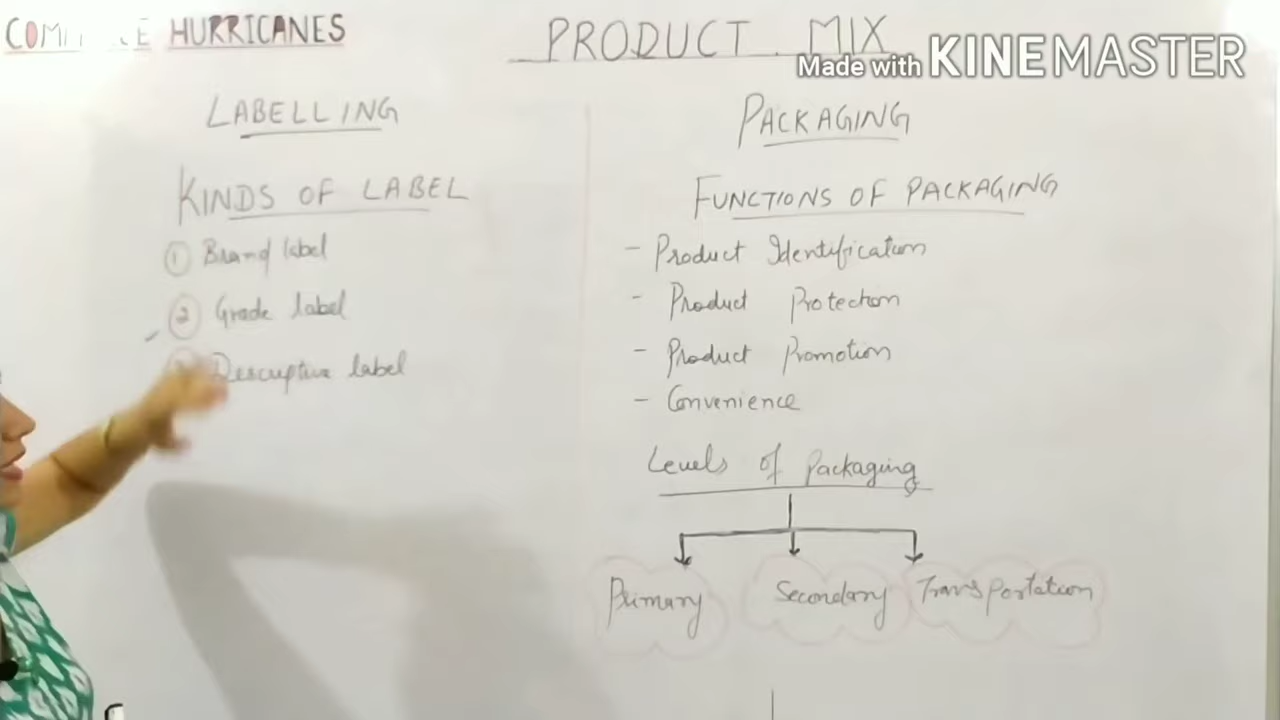 HURRICANES
PRODUCT MIX
Made with KINEMASTER
LABELLING
KINDS OF LABEL
1 Brand label
2 Grade label
Descriptive label
PACKAGING
FUNCTIONS OF PACKAGING
- Product Identification
- Product Protection
- Product Promotion
- Convenience
Levels of Packaging
Primary
Secondary
Transportation